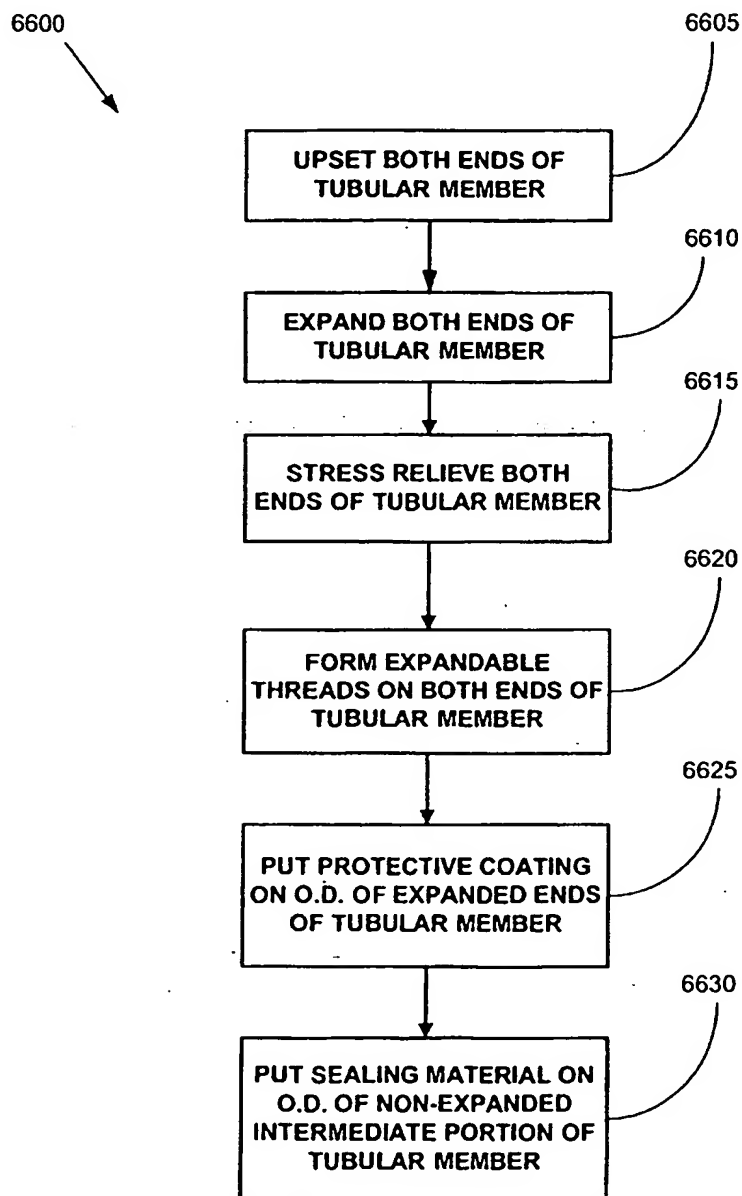 6600
6605
UPSET BOTH ENDS OF
TUBULAR MEMBER
6610
EXPAND BOTH ENDS OF
TUBULAR MEMBER
6615
STRESS RELIEVE BOTH
ENDS OF TUBULAR MEMBER
6620
FORM EXPANDABLE
THREADS ON BOTH ENDS OF
TUBULAR MEMBER
6625
PUT PROTECTIVE COATING
ON O.D. OF EXPANDED ENDS
OF TUBULAR MEMBER
6630
PUT SEALING MATERIAL ON
O.D. OF NON-EXPANDED
INTERMEDIATE PORTION OF
TUBULAR MEMBER